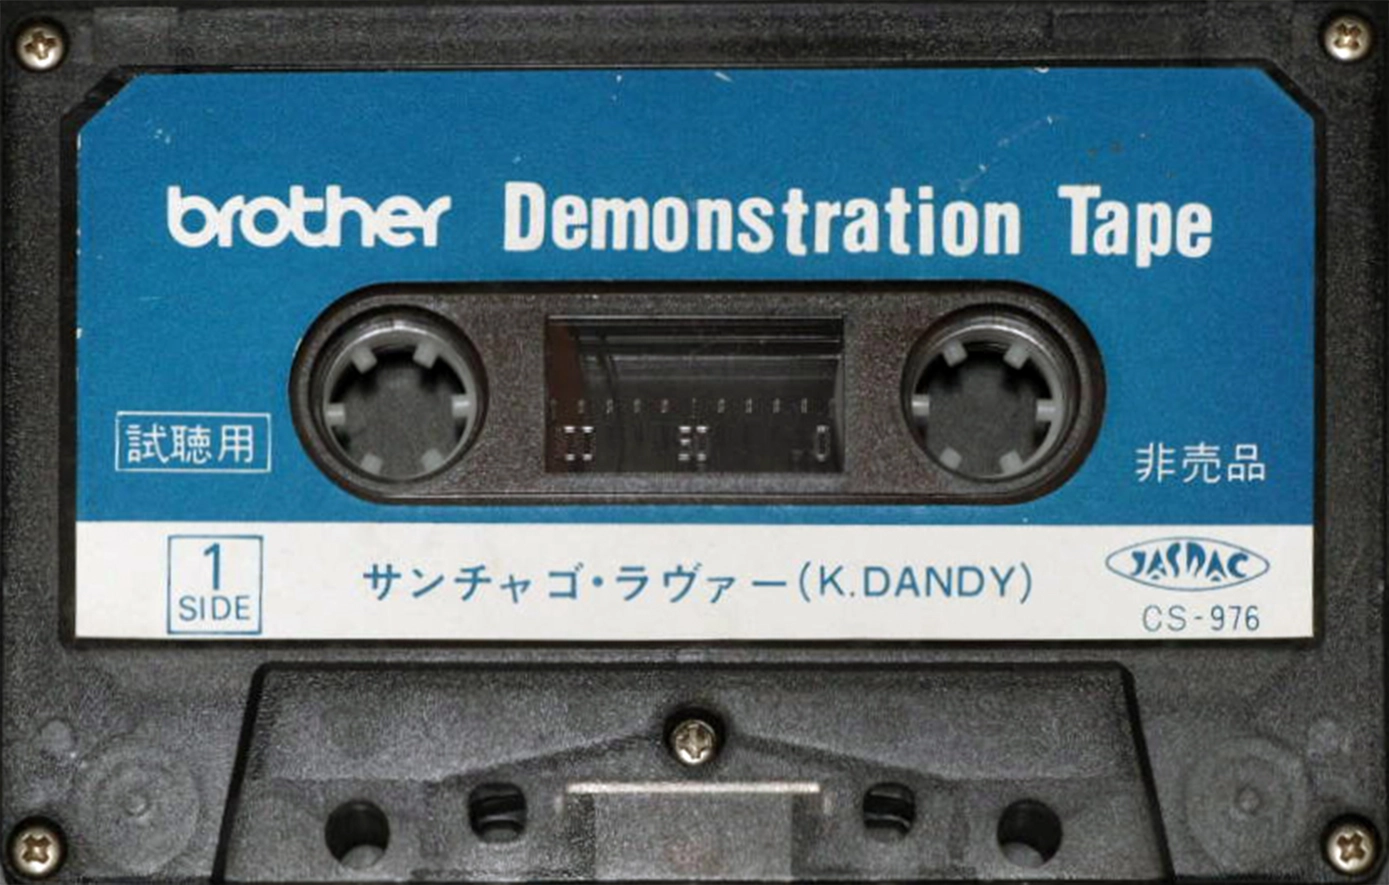 brother Demonstration Tape
試聴用
非売品
1
SIDE
サンチャゴ・ラヴァー(K.DANDY)
JASRAC
CS-976